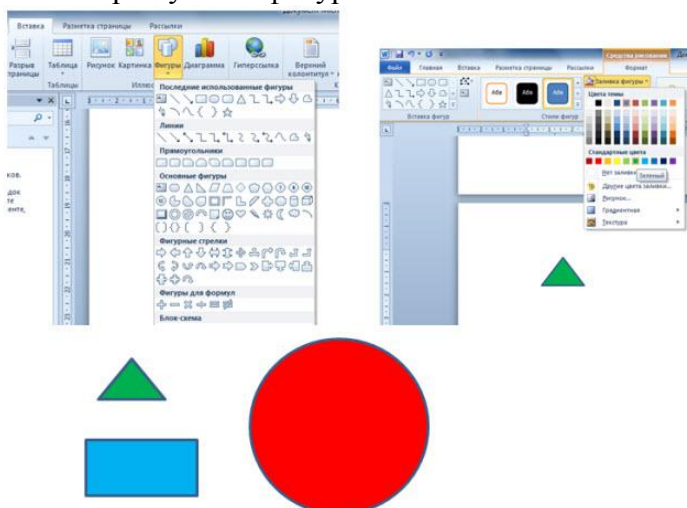 Вставка Разметка страницы Рассылки
Разрыв страницы
Таблица
Рисунок
Картинка
Фигуры
Диаграмма
Гиперссылка
Верхний колонтитул
Таблицы
Последние использованные фигуры
Линии
Прямоугольники
Основные фигуры
Фигурные стрелки
Фигуры для формул
Блок-схема
Средства рисования
Файл Главная Вставка Разметка страницы Рассылки Формат
Абв Абв Абв
Вставка фигур
Стили фигур
Заливка фигуры
Цвета темы
Стандартные цвета
Нет заливки
Зеленый
Другие цвета заливки...
Рисунок...
Градиентная
Текстура